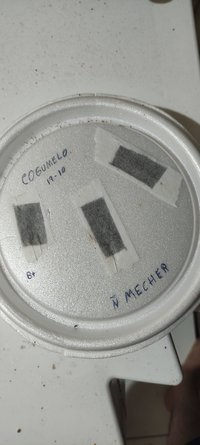 COGUMELO
19-10
B+
Ñ MECHER